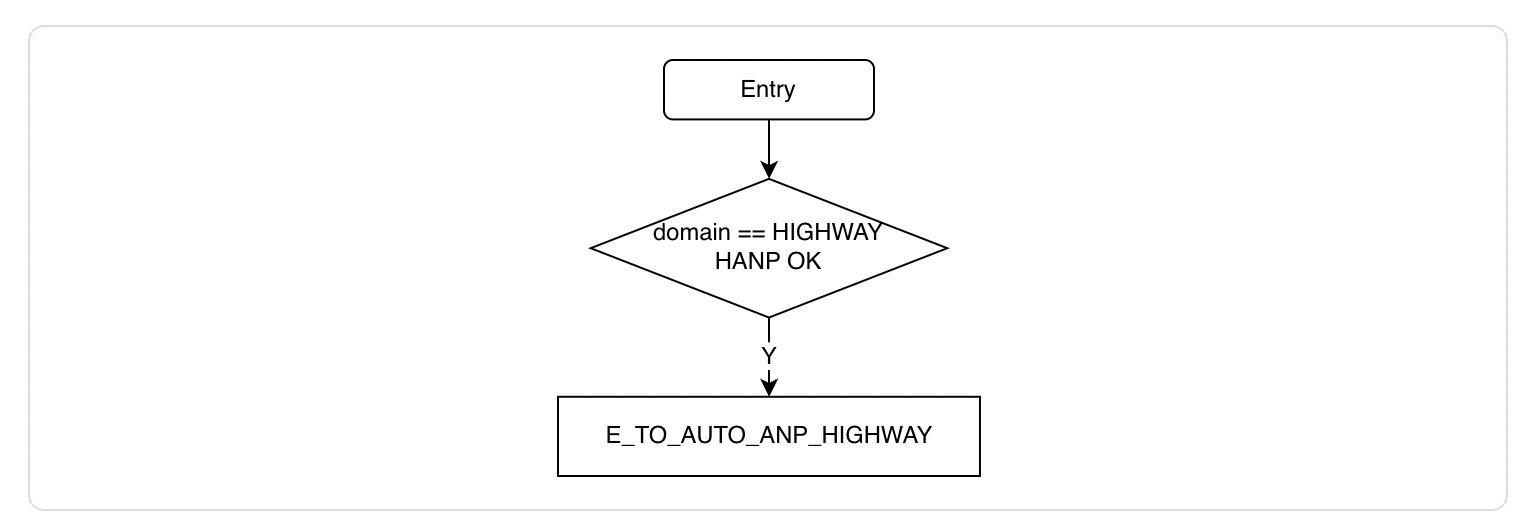 Entry
domain == HIGHWAY
HANP OK
Y
E_TO_AUTO_ANP_HIGHWAY